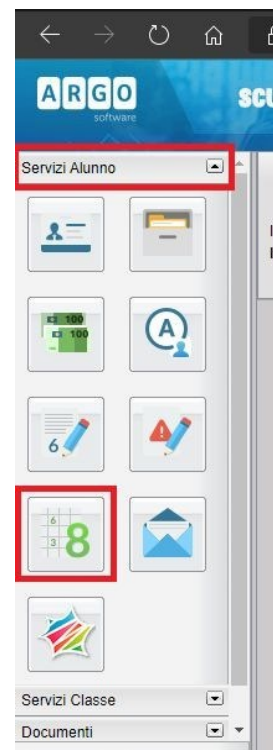 ARGO
software
SCU
Servizi Alunno
100
100
A
6
6
3
8
Servizi Classe
Documenti